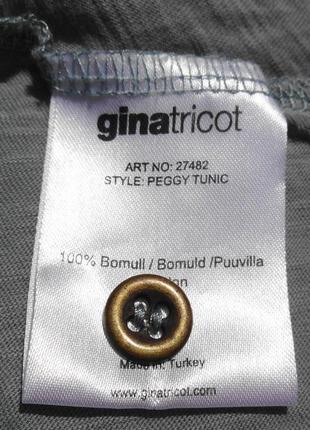 ginatricot
ART NO: 27482
STYLE: PEGGY TUNIC
100% Bomull / Bomuld /Puuvilla
Made in: Turkey
www.ginatricot.com